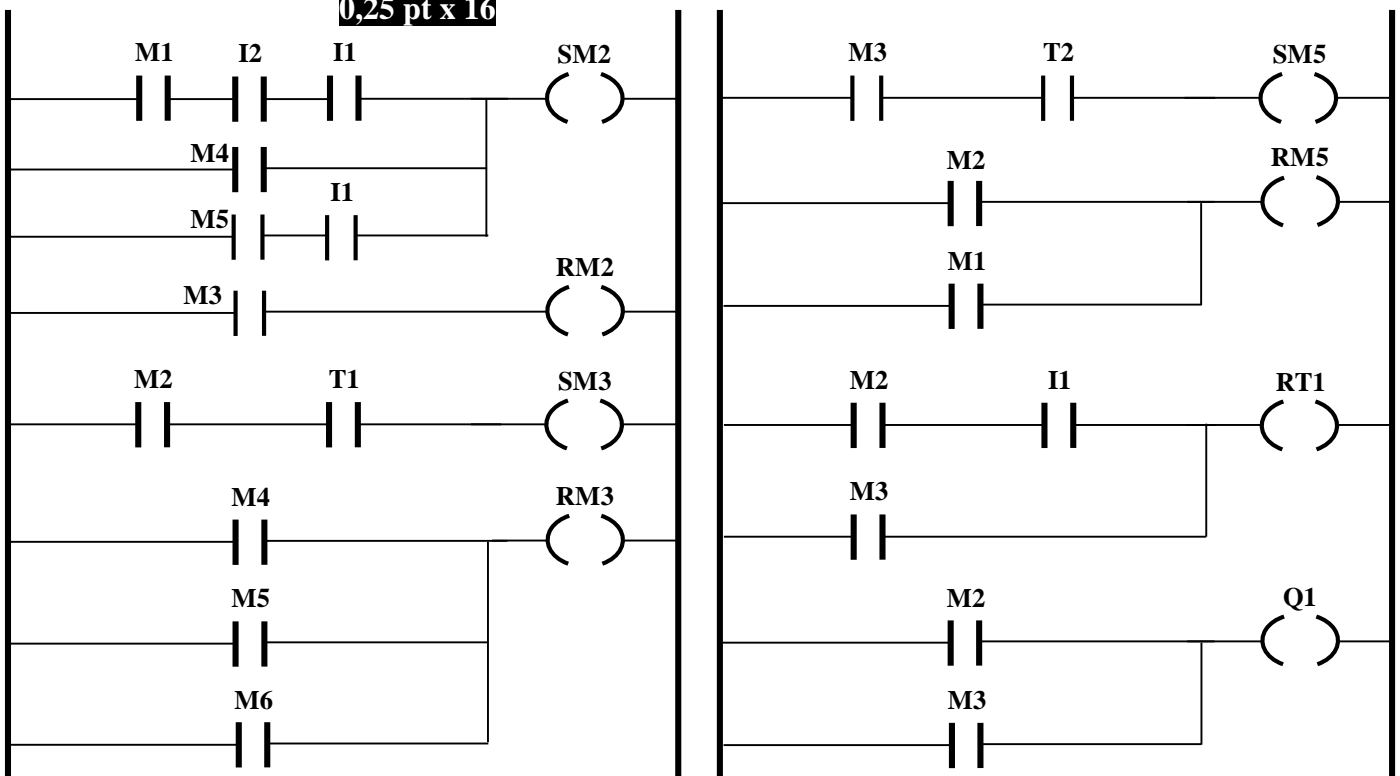 0,25 pt x 16
M1 I2 I1 SM2
M4
I1
M5
RM2
M3
M2 T1 SM3
M4 RM3
M5
M6
M3 T2 SM5
M2 RM5
M1
M2 I1 RT1
M3
M2 Q1
M3